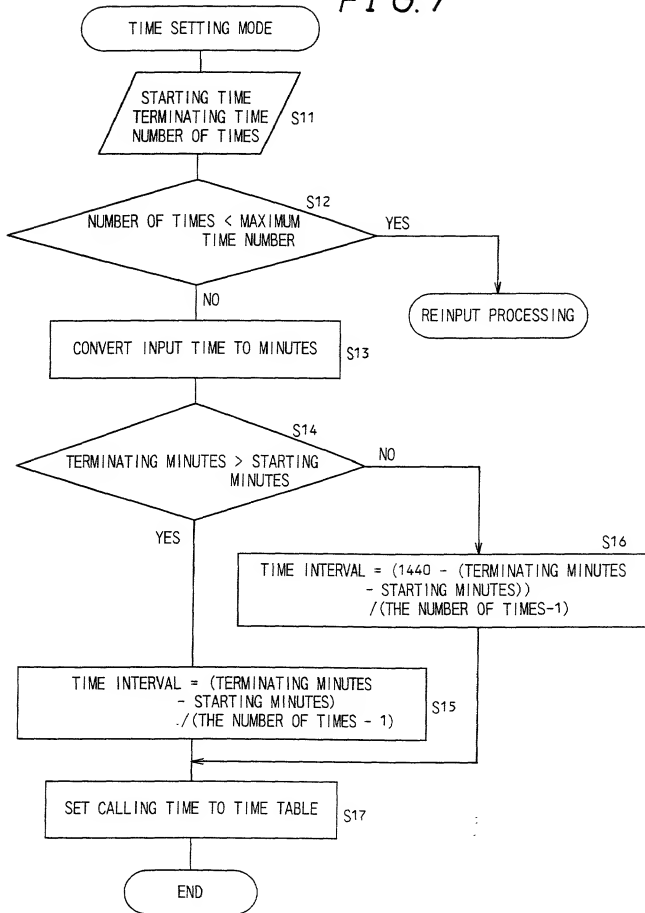 FIG. 7
TIME SETTING MODE
STARTING TIME
TERMINATING TIME
NUMBER OF TIMES
S11
S12
NUMBER OF TIMES < MAXIMUM
TIME NUMBER
YES
NO
REINPUT PROCESSING
CONVERT INPUT TIME TO MINUTES
S13
S14
TERMINATING MINUTES > STARTING
MINUTES
NO
YES
S16
TIME INTERVAL = (1440 - (TERMINATING MINUTES
- STARTING MINUTES))
/(THE NUMBER OF TIMES-1)
TIME INTERVAL = (TERMINATING MINUTES
- STARTING MINUTES)
/(THE NUMBER OF TIMES - 1)
S15
SET CALLING TIME TO TIME TABLE
S17
END